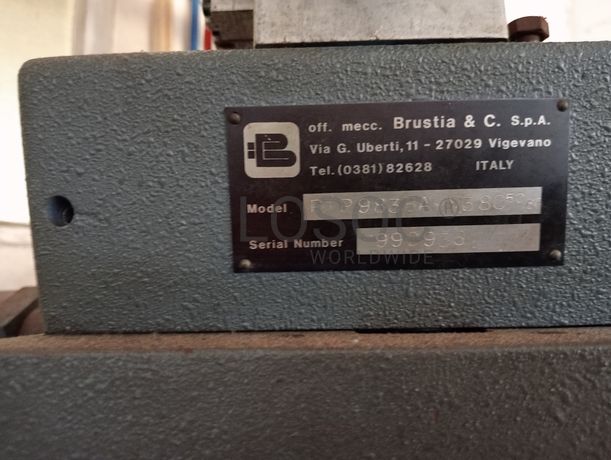 off. mecc. Brustia & C. S.p.A.
Via G. Uberti, 11 - 27029 Vigevano
Tel. (0381) 82628 ITALY
Model
Serial Number
WORLDWIDE